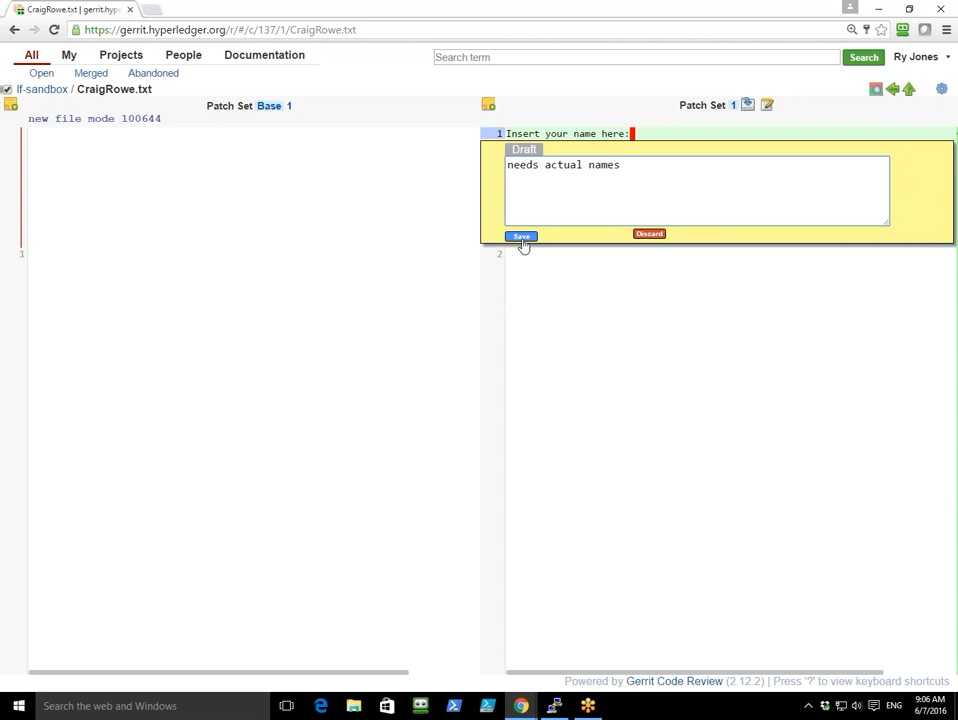 CraigRowe.txt | gerrit.hype
https://gerrit.hyperledger.org/r/#/c/137/1/CraigRowe.txt
All My Projects People Documentation
Search term
Search
Ry Jones
Open Merged Abandoned
lf-sandbox / CraigRowe.txt
Patch Set Base 1
Patch Set 1
new file mode 100644
1 Insert your name here:
Draft
needs actual names
Save
Discard
1
2
Powered by Gerrit Code Review (2.12.2) | Press '?' to view keyboard shortcuts
Search the web and Windows
ENG
9:06 AM
6/7/2016